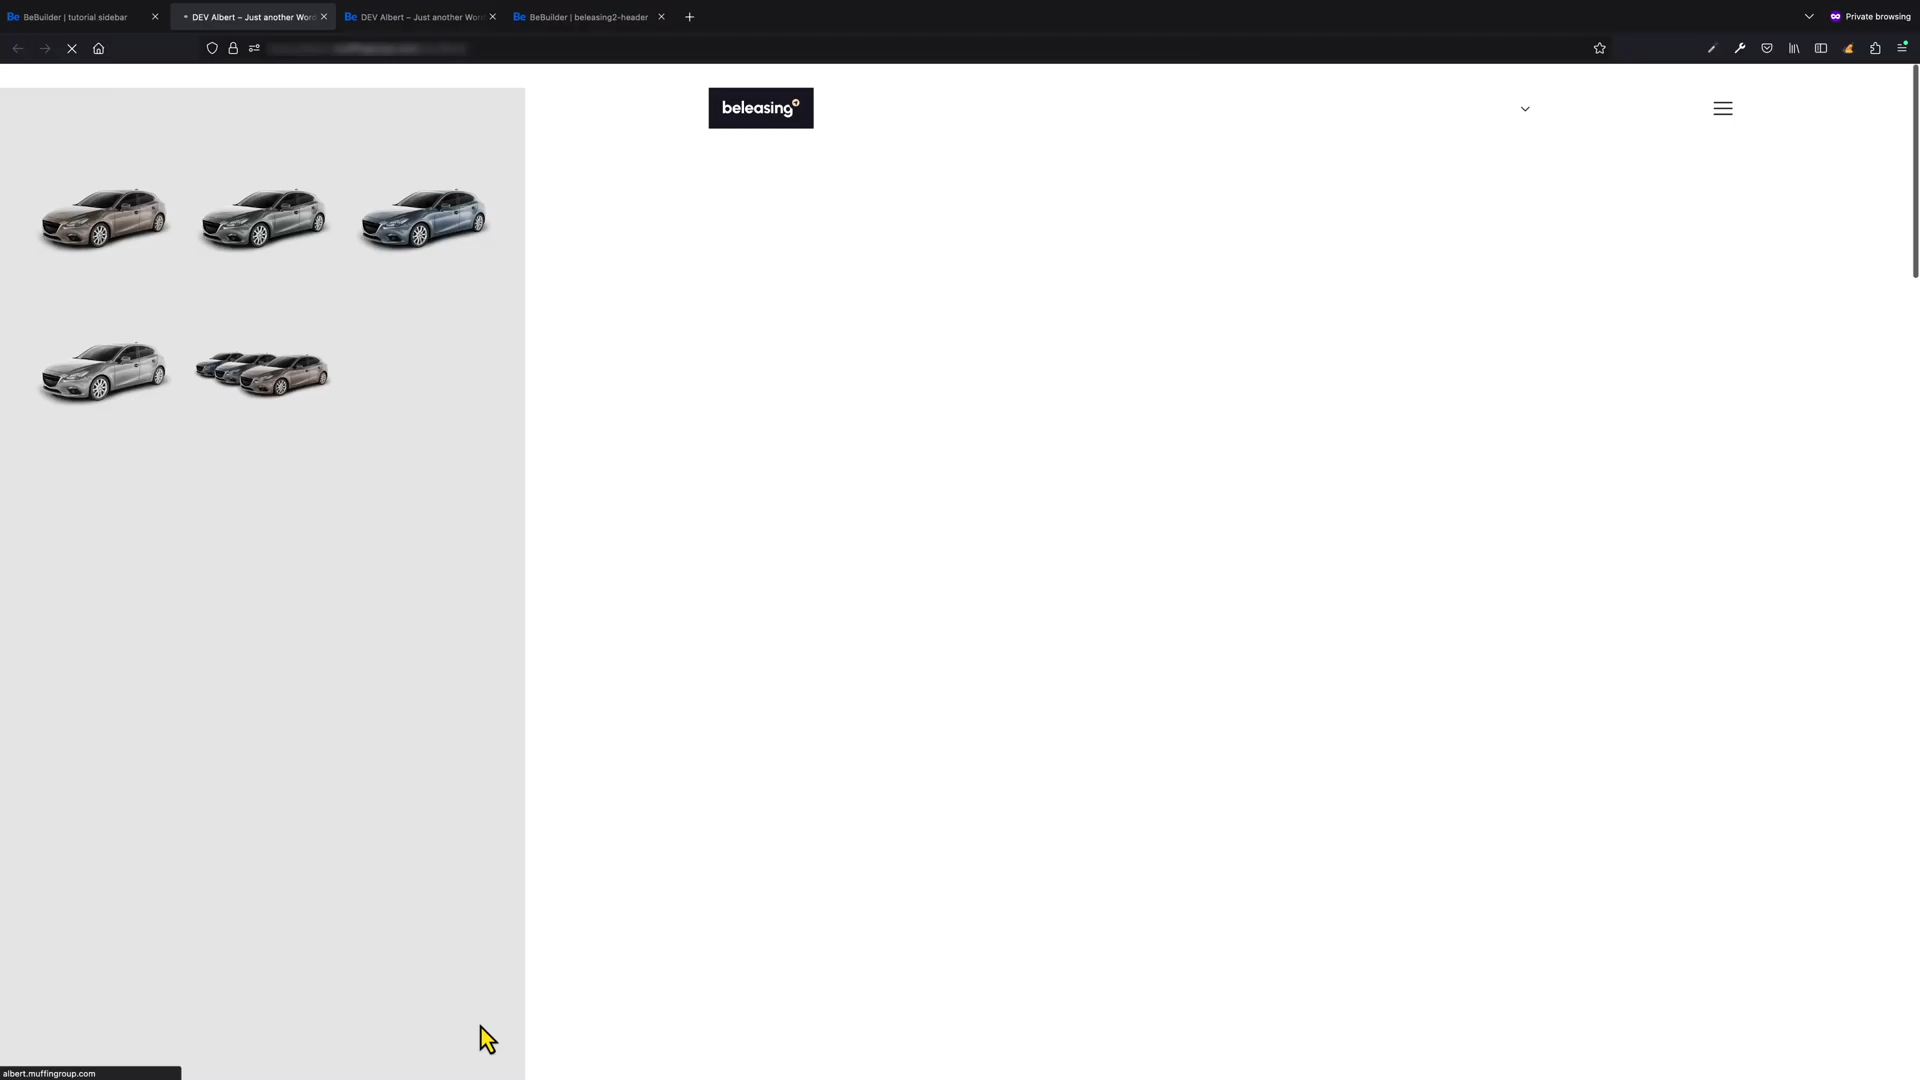 BeBuilder | tutorial sidebar
DEV Albert – Just another Wor
DEV Albert – Just another Wor
BeBuilder | beleasing2-header
Private browsing
beleasing
albert.muffingroup.com